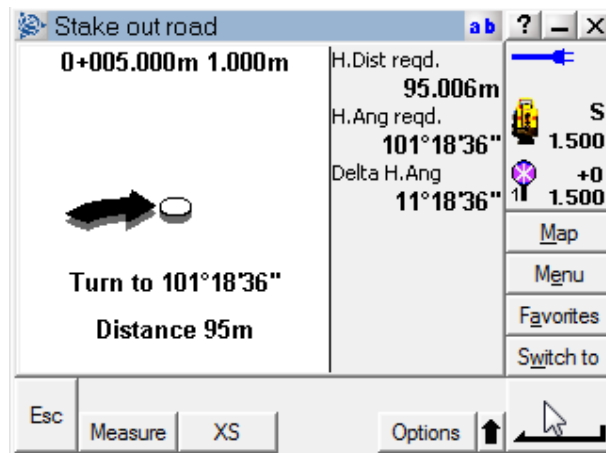 Stake out road
ab ? – X
0+005.000m 1.000m
H.Dist reqd.
95.006m
H.Ang reqd.
101°18'36"
Delta H.Ang
11°18'36"
Turn to 101°18'36"
Distance 95m
S
1.500
+0
1
1.500
Map
Menu
Favorites
Switch to
Esc
Measure
XS
Options